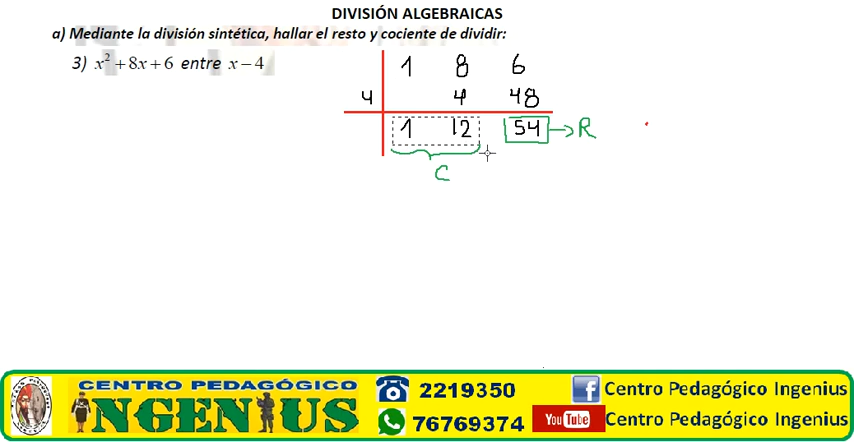 DIVISIÓN ALGEBRAICAS
a) Mediante la división sintética, hallar el resto y cociente de dividir:
3) x² + 8x + 6 entre x − 4
1 8 6
4 4 48
1 12 54 → R
C
CENTRO PEDAGÓGICO
INGENIUS
2219350
76769374
f Centro Pedagógico Ingenius
YouTube Centro Pedagógico Ingenius